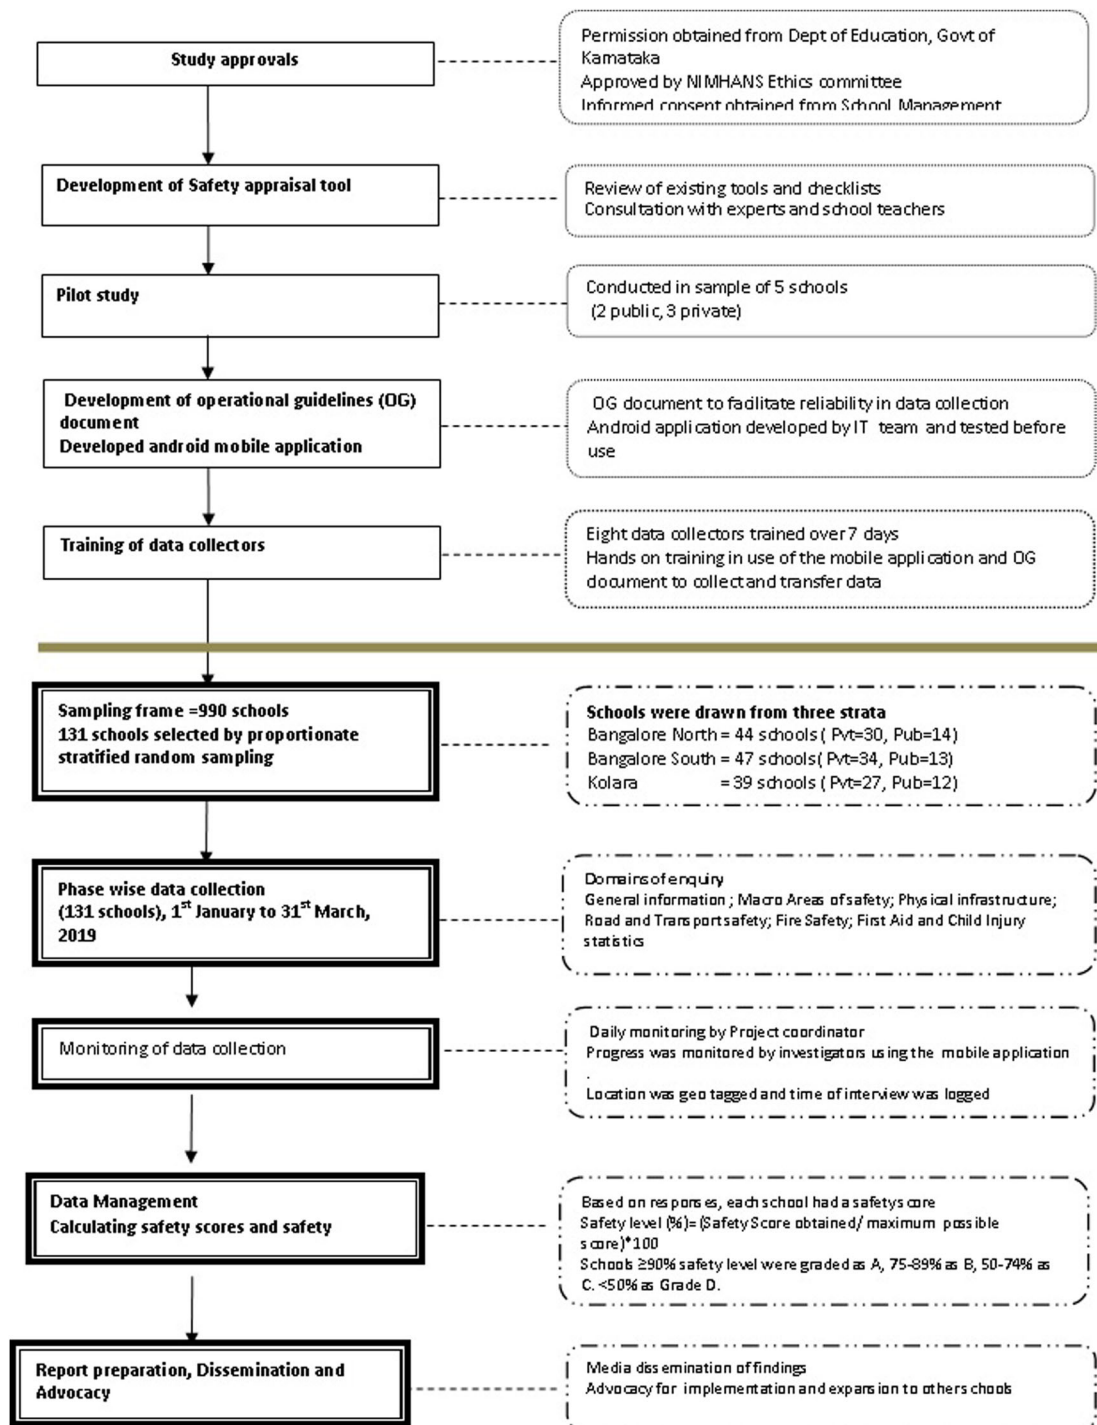 Study approvals
Permission obtained from Dept of Education, Govt of
Karnataka
Approved by NIMHANS Ethics committee
Informed consent obtained from School Management
Development of Safety appraisal tool
Review of existing tools and checklists
Consultation with experts and school teachers
Pilot study
Conducted in sample of 5 schools
(2 public, 3 private)
Development of operational guidelines (OG)
document
Developed android mobile application
OG document to facilitate reliability in data collection
Android application developed by IT team and tested before
use
Training of data collectors
Eight data collectors trained over 7 days
Hands on training in use of the mobile application and OG
document to collect and transfer data
Sampling frame =990 schools
131 schools selected by proportionate
stratified random sampling
Schools were drawn from three strata
Bangalore North = 44 schools ( Pvt=30, Pub=14)
Bangalore South = 47 schools( Pvt=34, Pub=13)
Kolara = 39 schools ( Pvt=27, Pub=12)
Phase wise data collection
(131 schools), 1st January to 31st March,
2019
Domains of enquiry
General information ; Macro Areas of safety; Physical infrastructure;
Road and Transport safety; Fire Safety; First Aid and Child Injury
statistics
Monitoring of data collection
Daily monitoring by Project coordinator
Progress was monitored by investigators using the mobile application
.
Location was geo tagged and time of interview was logged
Data Management
Calculating safety scores and safety
Based on responses, each school had a safety score
Safety level (%)= (Safety Score obtained/ maximum possible
score)*100
Schools ≥90% safety level were graded as A, 75-89% as B, 50-74% as
C. <50% as Grade D.
Report preparation, Dissemination and
Advocacy
Media dissemination of findings
Advocacy for implementation and expansion to other schools